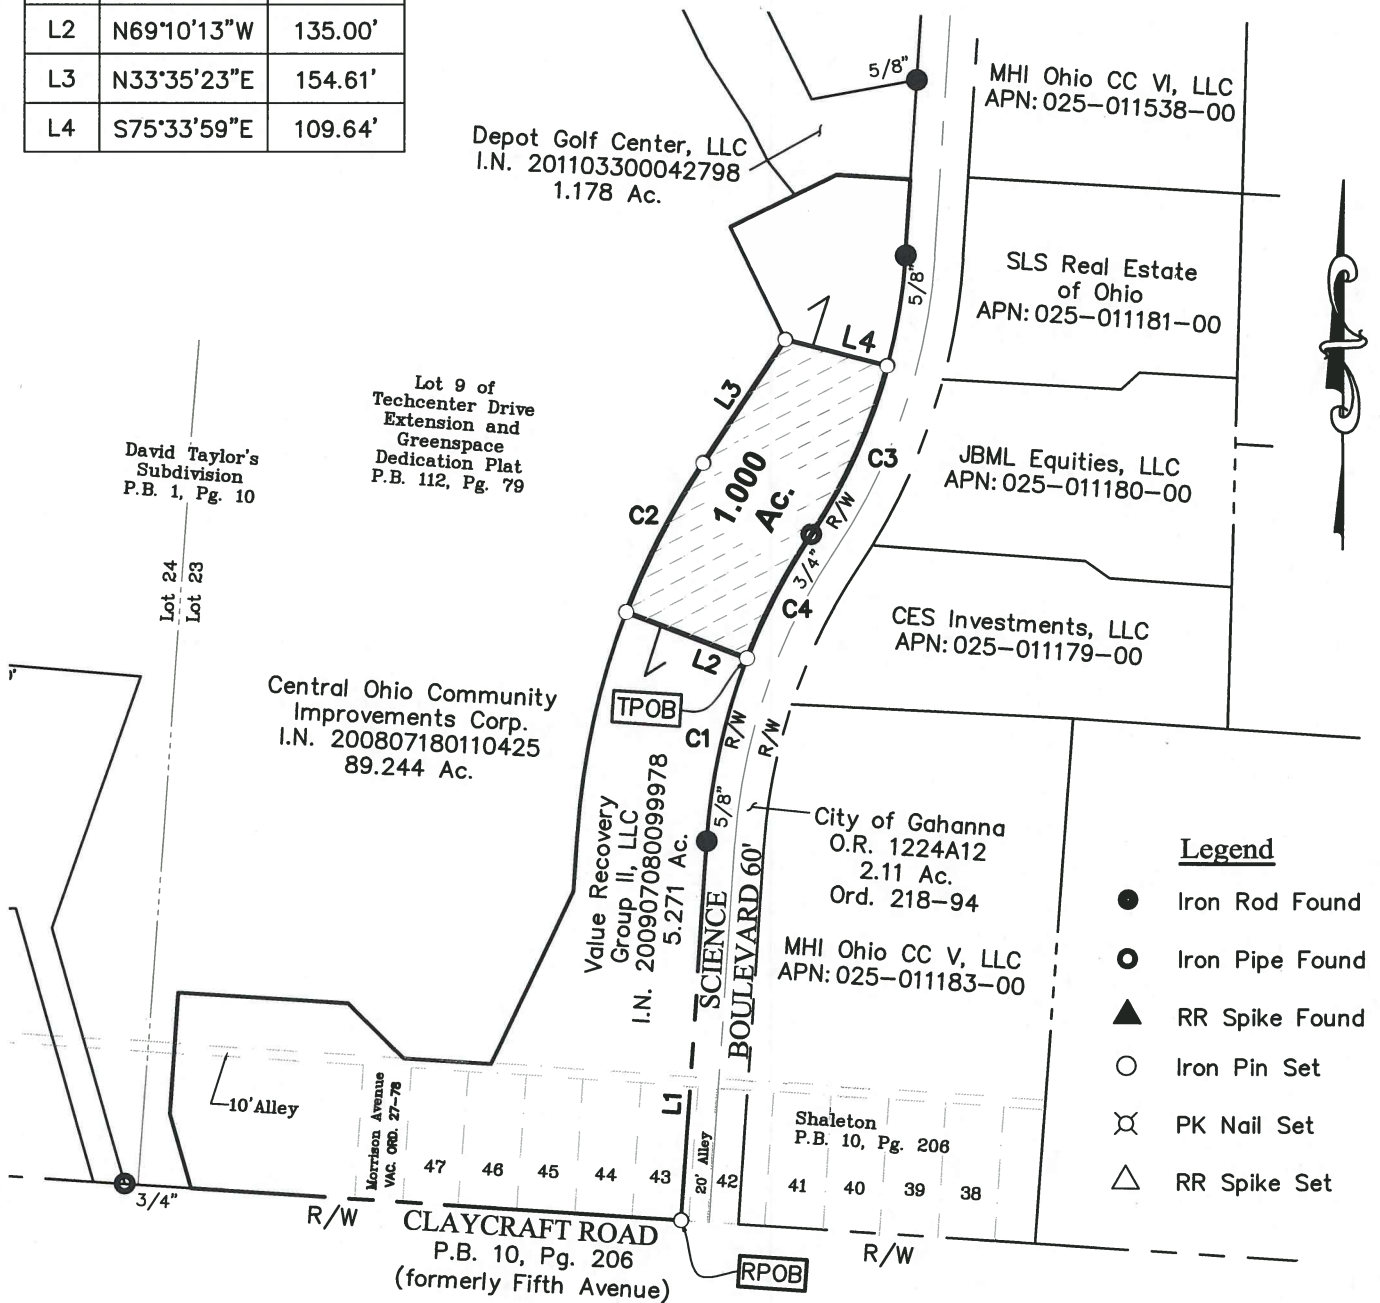 L2 N69°10'13"W 135.00'
L3 N33°35'23"E 154.61'
L4 S75°33'59"E 109.64'
5/8"
MHI Ohio CC VI, LLC
APN: 025-011538-00
Depot Golf Center, LLC
I.N. 201103300042798
1.178 Ac.
5/8"
SLS Real Estate
of Ohio
APN: 025-011181-00
L4
L3
Lot 9 of
Techcenter Drive
Extension and
Greenspace
Dedication Plat
P.B. 112, Pg. 79
David Taylor's
Subdivision
P.B. 1, Pg. 10
1.000
Ac.
C3
JBML Equities, LLC
APN: 025-011180-00
C2
R/W
3/4"
C4
Lot 24
Lot 23
CES Investments, LLC
APN: 025-011179-00
L2
TPOB
C1
R/W
R/W
Central Ohio Community
Improvements Corp.
I.N. 200807180110425
89.244 Ac.
Value Recovery
Group II, LLC
I.N. 200907080099978
5.271 Ac.
5/8"
City of Gahanna
O.R. 1224A12
2.11 Ac.
Ord. 218-94
SCIENCE
BOULEVARD 60'
MHI Ohio CC V, LLC
APN: 025-011183-00
Legend
Iron Rod Found
Iron Pipe Found
RR Spike Found
Iron Pin Set
PK Nail Set
RR Spike Set
10' Alley
Morrison Avenue
VAC. ORD. 27-78
47
46
45
44
43
L1
20' Alley
42
Shaleton
P.B. 10, Pg. 206
41
40
39
38
3/4"
R/W
CLAYCRAFT ROAD
P.B. 10, Pg. 206
(formerly Fifth Avenue)
RPOB
R/W